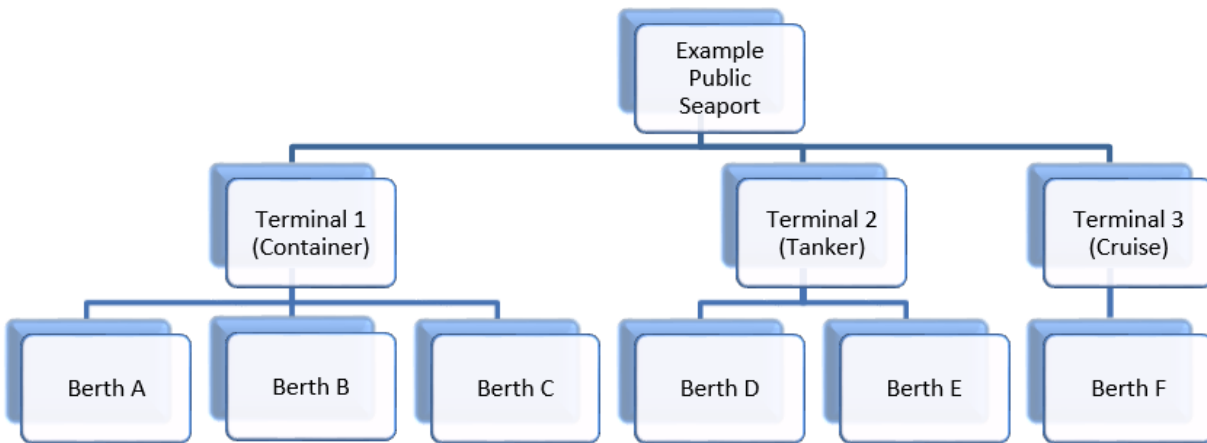 Example
Public
Seaport
Terminal 1
(Container)
Terminal 2
(Tanker)
Terminal 3
(Cruise)
Berth A
Berth B
Berth C
Berth D
Berth E
Berth F